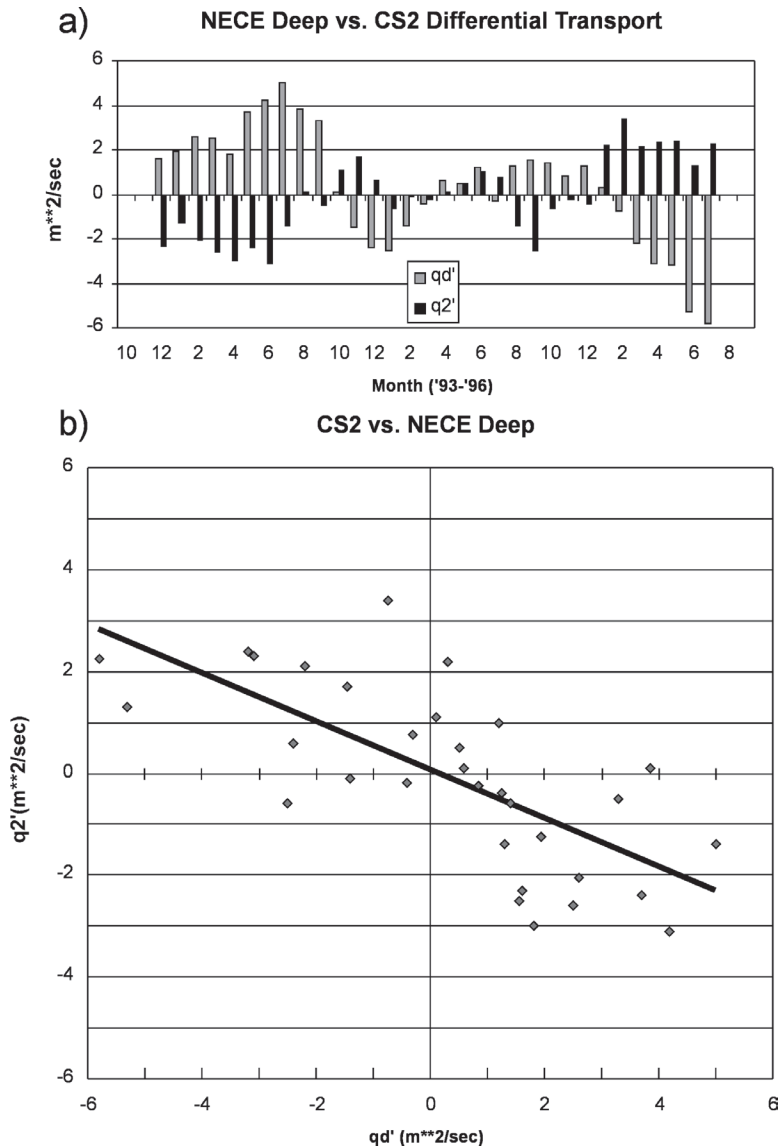 a)
NECE Deep vs. CS2 Differential Transport
m**2/sec
6
4
2
0
-2
-4
-6
qd'
q2'
10 12 2 4 6 8 10 12 2 4 6 8 10 12 2 4 6 8
Month ('93-'96)
b)
CS2 vs. NECE Deep
q2'(m**2/sec)
6
4
2
0
-2
-4
-6
-6 -4 -2 0 2 4 6
qd' (m**2/sec)